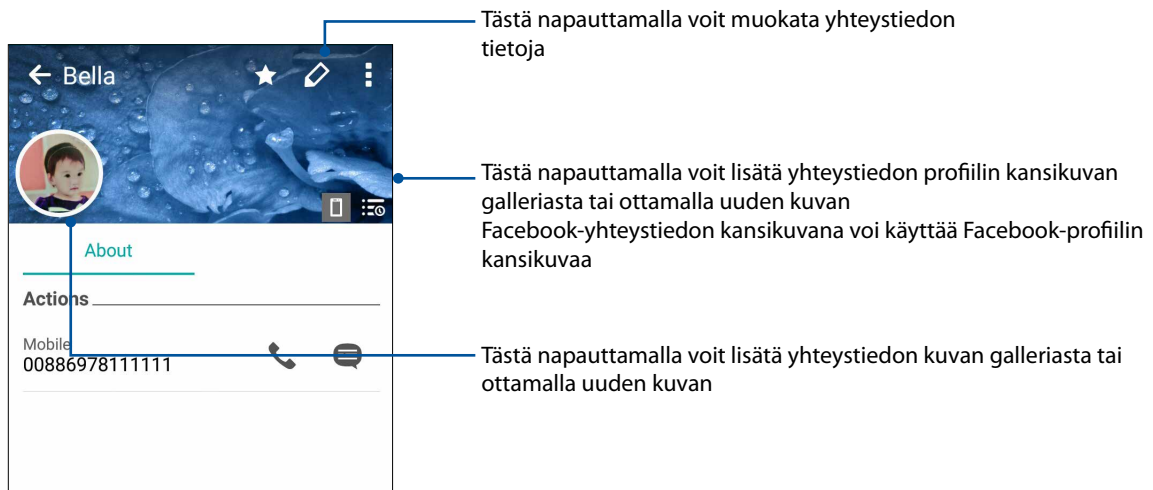 Tästä napauttamalla voit muokata yhteystiedon
tietoja
Bella
Tästä napauttamalla voit lisätä yhteystiedon profiilin kansikuvan
galleriasta tai ottamalla uuden kuvan
Facebook-yhteystiedon kansikuvana voi käyttää Facebook-profiilin
kansikuvaa
About
Actions
Mobile
00886978111111
Tästä napauttamalla voit lisätä yhteystiedon kuvan galleriasta tai
ottamalla uuden kuvan